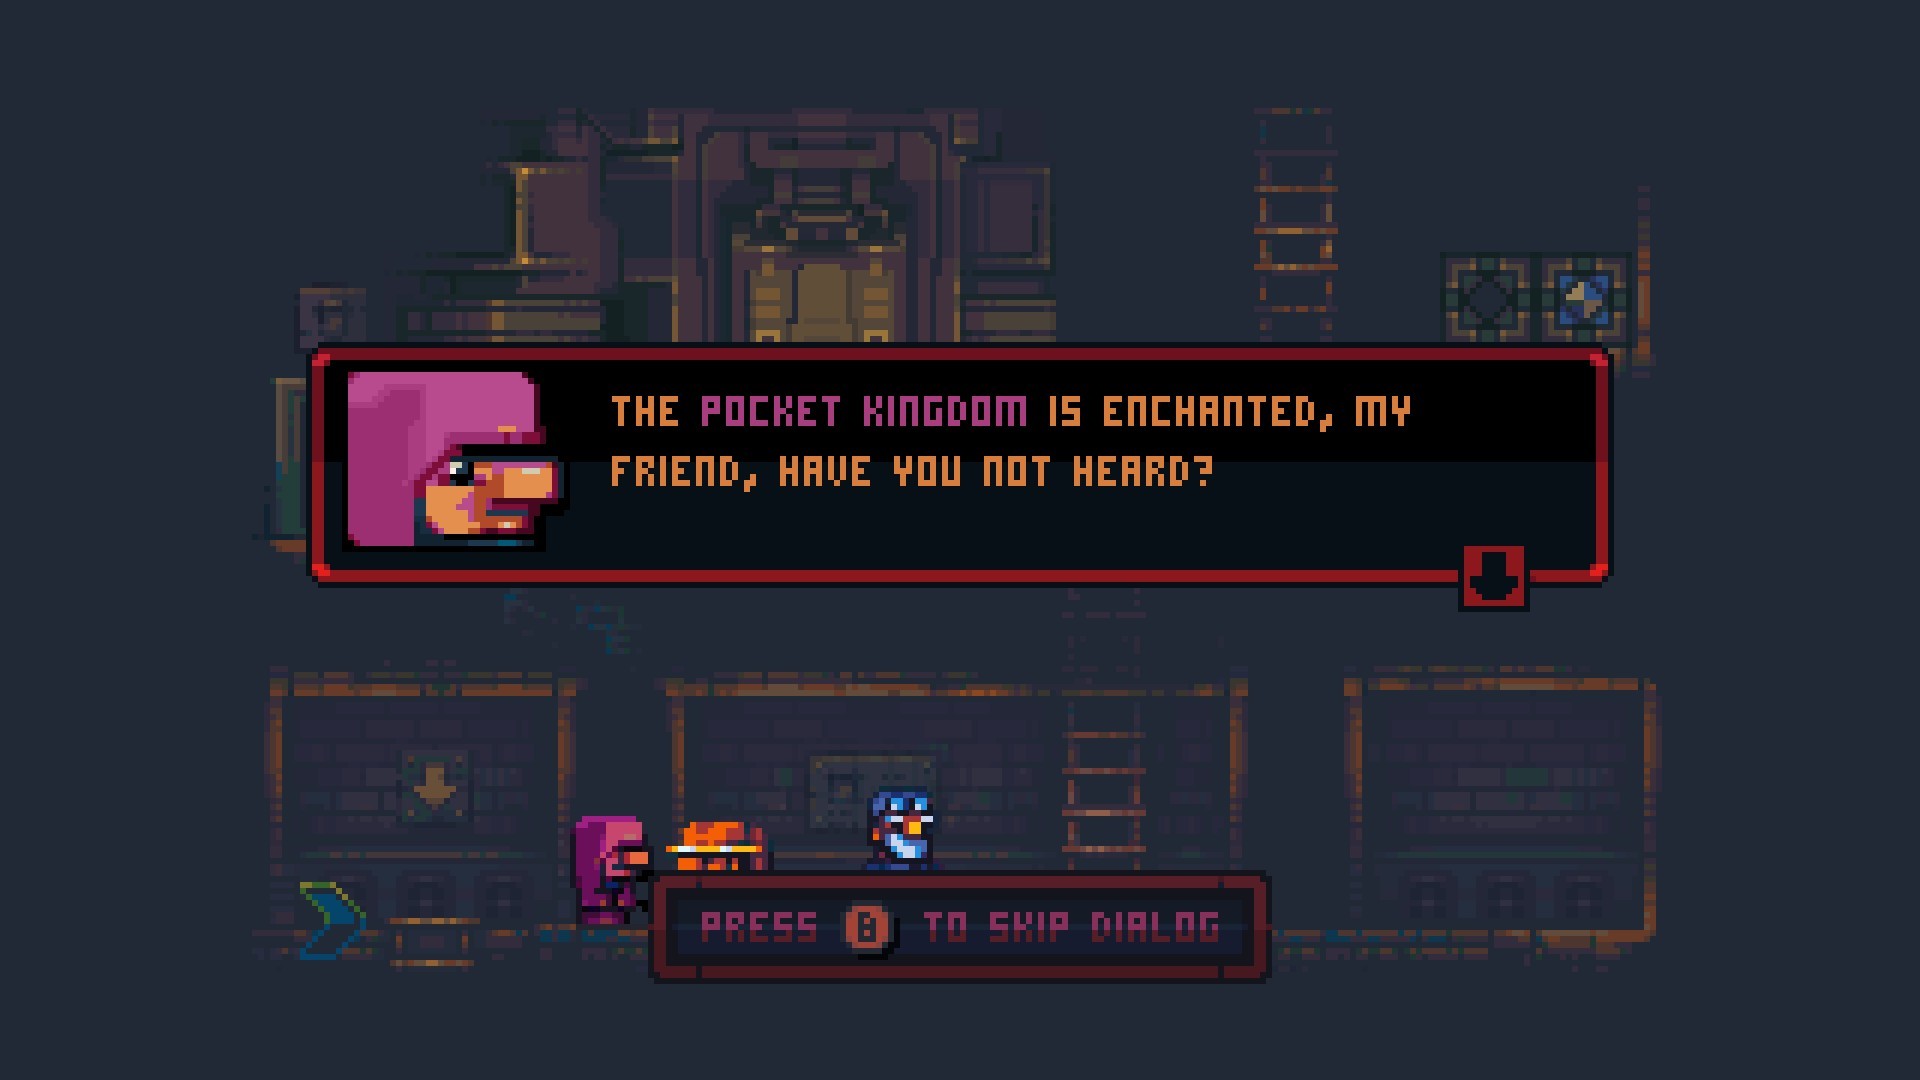 THE POCKET KINGDOM IS ENCHANTED, MY
FRIEND, HAVE YOU NOT HEARD?
PRESS B TO SKIP DIALOG